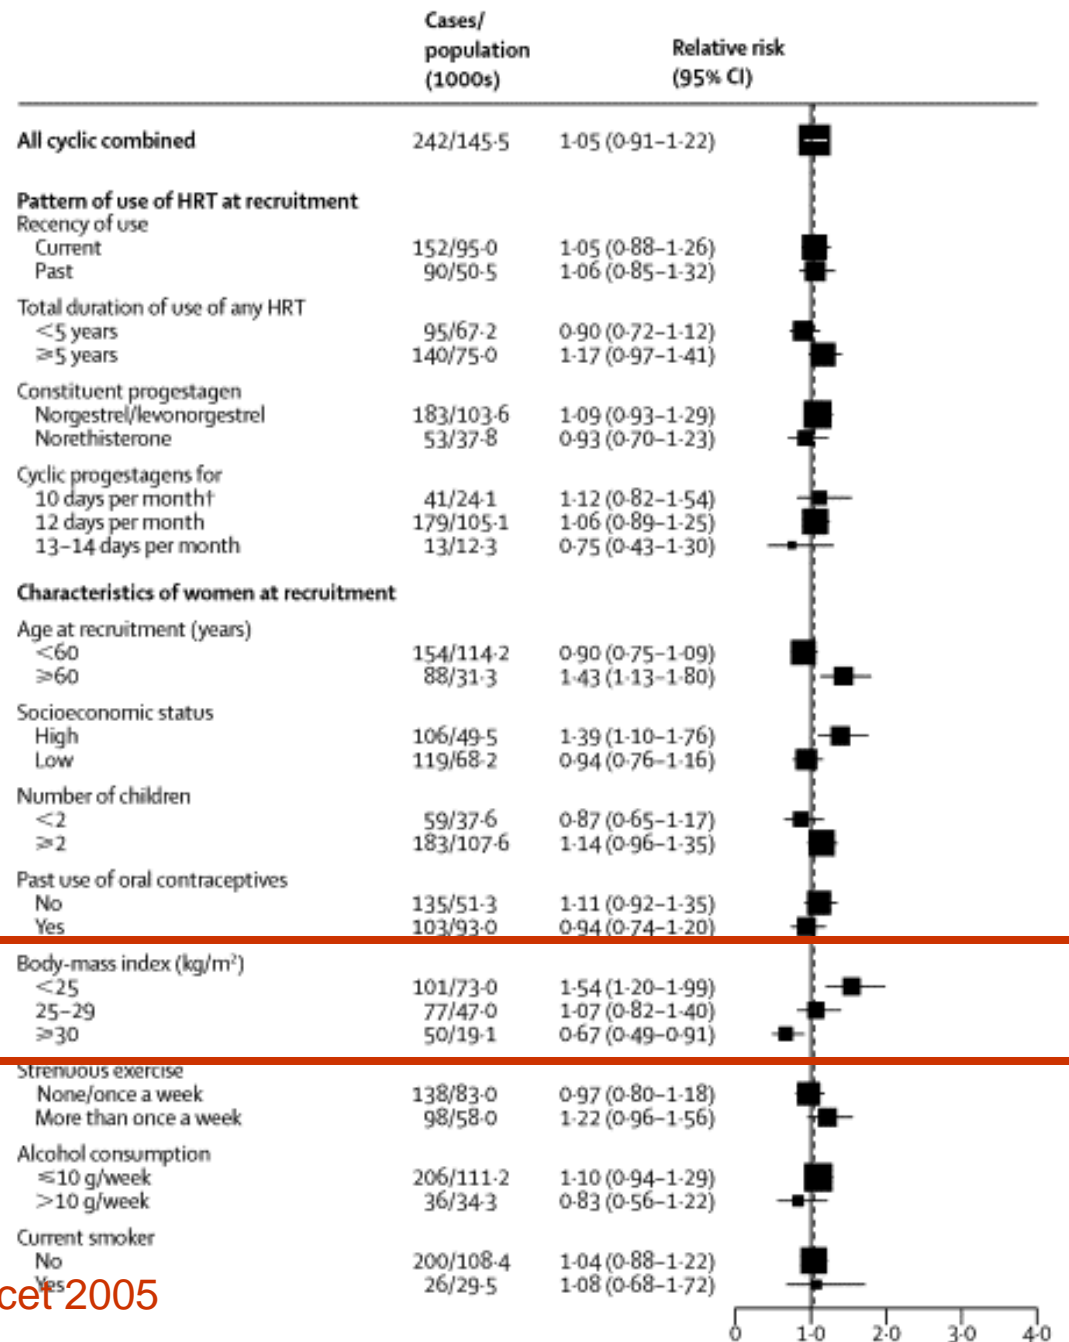 Cases/
population
(1000s)
Relative risk
(95% CI)
All cyclic combined 242/145·5 1·05 (0·91–1·22)
Pattern of use of HRT at recruitment
Recency of use
Current 152/95·0 1·05 (0·88–1·26)
Past 90/50·5 1·06 (0·85–1·32)
Total duration of use of any HRT
<5 years 95/67·2 0·90 (0·72–1·12)
≥5 years 140/75·0 1·17 (0·97–1·41)
Constituent progestagen
Norgestrel/levonorgestrel 183/103·6 1·09 (0·93–1·29)
Norethisterone 53/37·8 0·93 (0·70–1·23)
Cyclic progestagens for
10 days per month† 41/24·1 1·12 (0·82–1·54)
12 days per month 179/105·1 1·06 (0·89–1·25)
13–14 days per month 13/12·3 0·75 (0·43–1·30)
Characteristics of women at recruitment
Age at recruitment (years)
<60 154/114·2 0·90 (0·75–1·09)
≥60 88/31·3 1·43 (1·13–1·80)
Socioeconomic status
High 106/49·5 1·39 (1·10–1·76)
Low 119/68·2 0·94 (0·76–1·16)
Number of children
<2 59/37·6 0·87 (0·65–1·17)
≥2 183/107·6 1·14 (0·96–1·35)
Past use of oral contraceptives
No 135/51·3 1·11 (0·92–1·35)
Yes 103/93·0 0·94 (0·74–1·20)
Body-mass index (kg/m²)
<25 101/73·0 1·54 (1·20–1·99)
25–29 77/47·0 1·07 (0·82–1·40)
≥30 50/19·1 0·67 (0·49–0·91)
Strenuous exercise
None/once a week 138/83·0 0·97 (0·80–1·18)
More than once a week 98/58·0 1·22 (0·96–1·56)
Alcohol consumption
≤10 g/week 206/111·2 1·10 (0·94–1·29)
>10 g/week 36/34·3 0·83 (0·56–1·22)
Current smoker
No 200/108·4 1·04 (0·88–1·22)
Yes 26/29·5 1·08 (0·68–1·72)
cet 2005
0 1·0 2·0 3·0 4·0